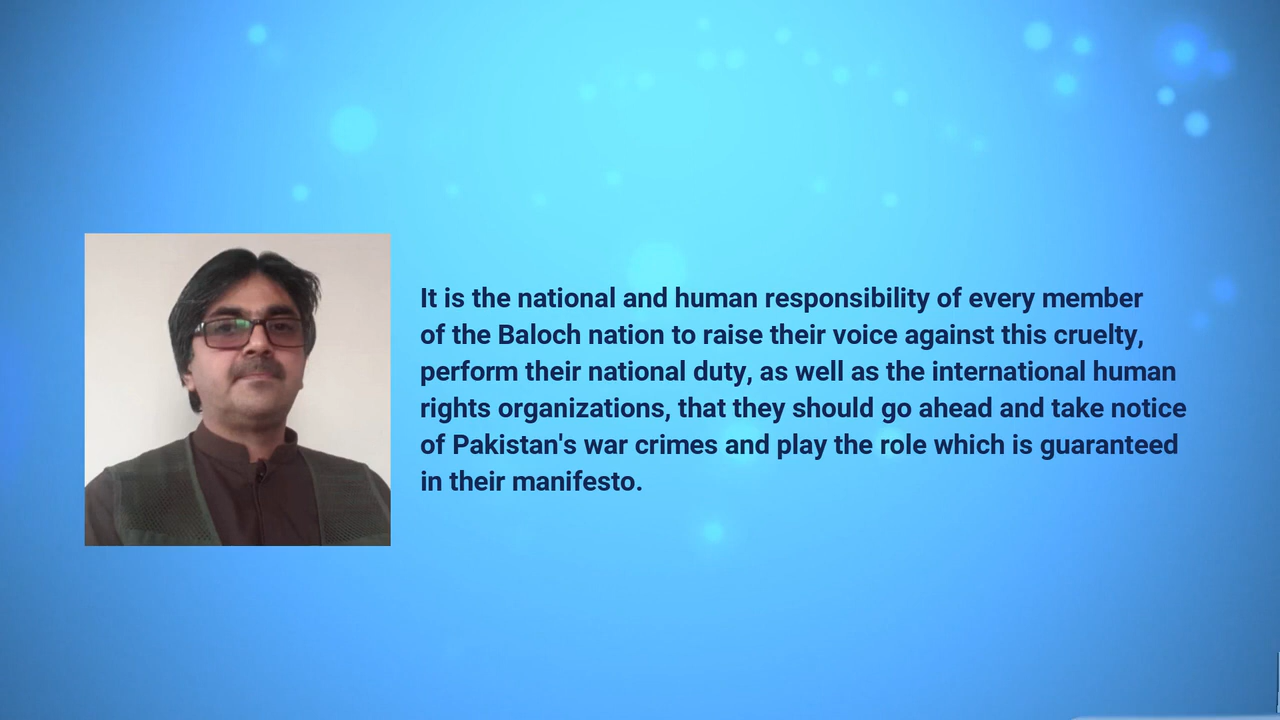 It is the national and human responsibility of every member
of the Baloch nation to raise their voice against this cruelty,
perform their national duty, as well as the international human
rights organizations, that they should go ahead and take notice
of Pakistan's war crimes and play the role which is guaranteed
in their manifesto.